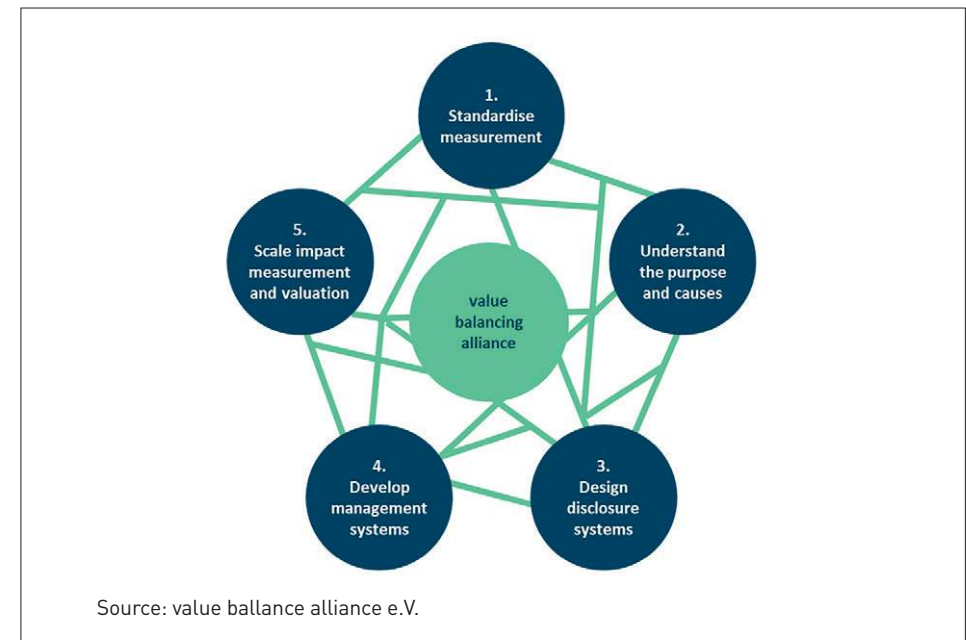 1.
Standardise
measurement
2.
Understand
the purpose
and causes
3.
Design
disclosure
systems
4.
Develop
management
systems
5.
Scale impact
measurement
and valuation
value
balancing
alliance
Source: value ballance alliance e.V.